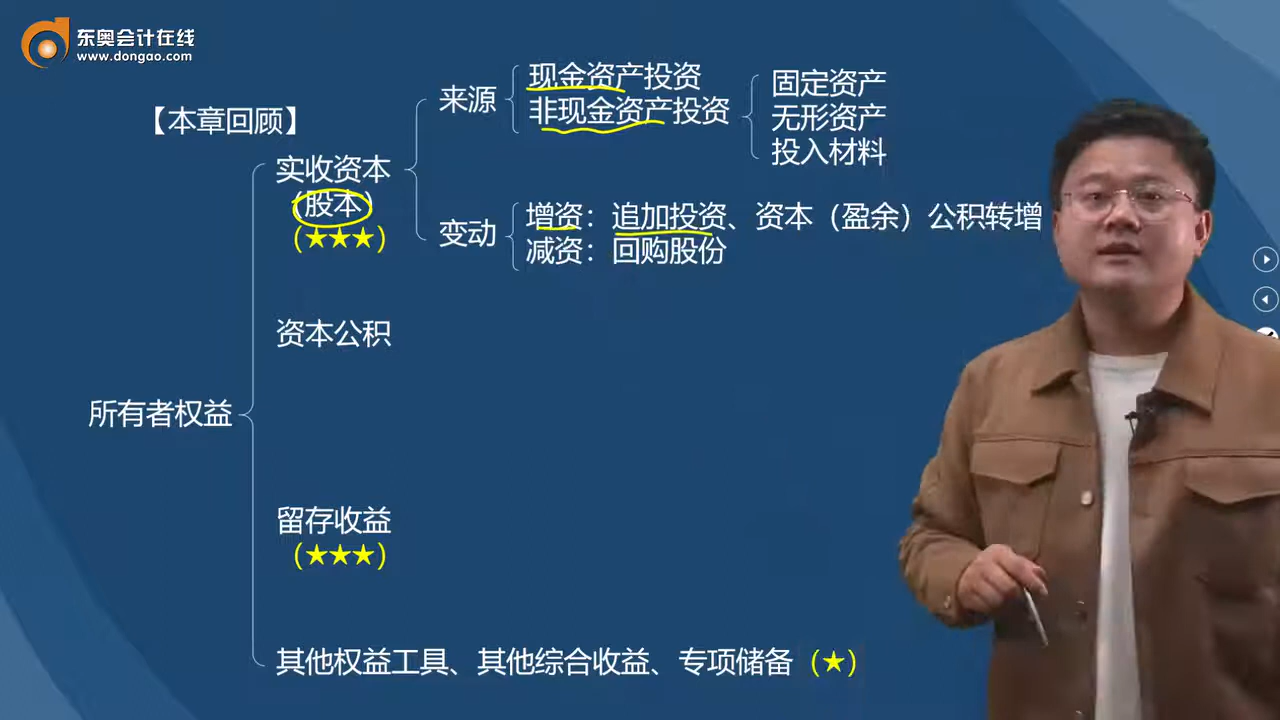 东奥会计在线
www.dongao.com
【本章回顾】
所有者权益
实收资本
（股本）
（★★★）
来源
现金资产投资
非现金资产投资
固定资产
无形资产
投入材料
变动
增资：追加投资、资本（盈余）公积转增
减资：回购股份
资本公积
留存收益
（★★★）
其他权益工具、其他综合收益、专项储备（★）